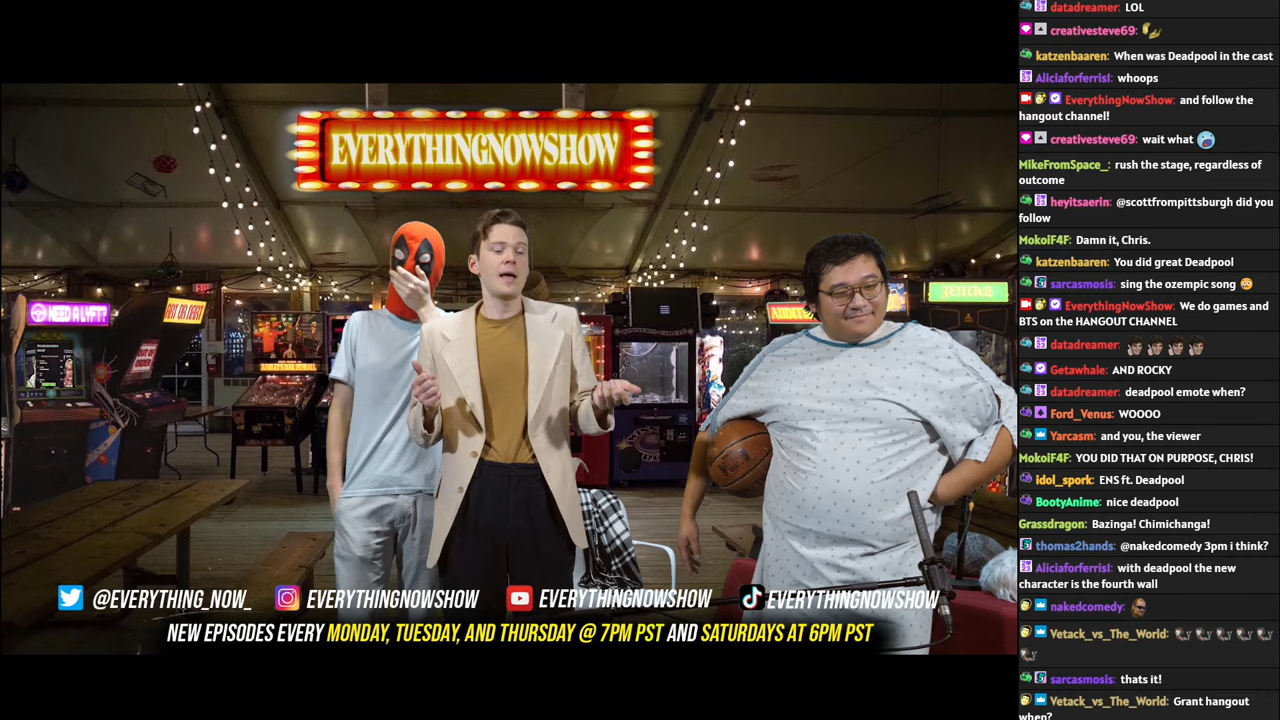 EVERYTHINGNOWSHOW
NEED A LYFT?
@EVERYTHING_NOW_
EVERYTHINGNOWSHOW
EVERYTHINGNOWSHOW
EVERYTHINGNOWSHOW
NEW EPISODES EVERY MONDAY, TUESDAY, AND THURSDAY @ 7PM PST AND SATURDAYS AT 6PM PST
datadreamer: LOL
creativesteve69:
katzenbaaren: When was Deadpool in the cast
Aliciaforferrisl: whoops
EverythingNowShow: and follow the
hangout channel!
creativesteve69: wait what
MikeFromSpace_: rush the stage, regardless of
outcome
heyitsaerin: @scottfrompittsburgh did you
follow
MokoiF4F: Damn it, Chris.
katzenbaaren: You did great Deadpool
sarcasmosis: sing the ozempic song
EverythingNowShow: We do games and
BTS on the HANGOUT CHANNEL
datadreamer:
Getawhale: AND ROCKY
datadreamer: deadpool emote when?
Ford_Venus: WOOOO
Yarcasm: and you, the viewer
MokoiF4F: YOU DID THAT ON PURPOSE, CHRIS!
idol_spork: ENS ft. Deadpool
BootyAnime: nice deadpool
Grassdragon: Bazinga! Chimichanga!
thomas2hands: @nakedcomedy 3pm i think?
Aliciaforferrisl: with deadpool the new
character is the fourth wall
nakedcomedy:
Vetack_vs_The_World:
sarcasmosis: thats it!
Vetack_vs_The_World: Grant hangout
when?